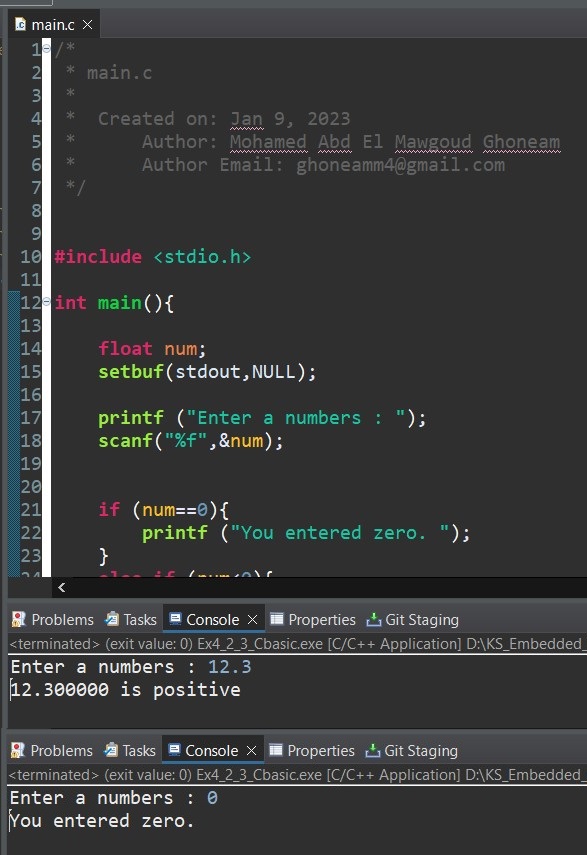 main.c
1 /*
2 * main.c
3 *
4 * Created on: Jan 9, 2023
5 * Author: Mohamed Abd El Mawgoud Ghoneam
6 * Author Email: ghoneamm4@gmail.com
7 */
8
9
10 #include <stdio.h>
11
12 int main(){
13
14 float num;
15 setbuf(stdout,NULL);
16
17 printf ("Enter a numbers : ");
18 scanf("%f",&num);
19
20
21 if (num==0){
22 printf ("You entered zero. ");
23 }
24 else if (num<0){
Problems Tasks Console Properties Git Staging
<terminated> (exit value: 0) Ex4_2_3_Cbasic.exe [C/C++ Application] D:\KS_Embedded_
Enter a numbers : 12.3
12.300000 is positive
Problems Tasks Console Properties Git Staging
<terminated> (exit value: 0) Ex4_2_3_Cbasic.exe [C/C++ Application] D:\KS_Embedded_
Enter a numbers : 0
You entered zero.